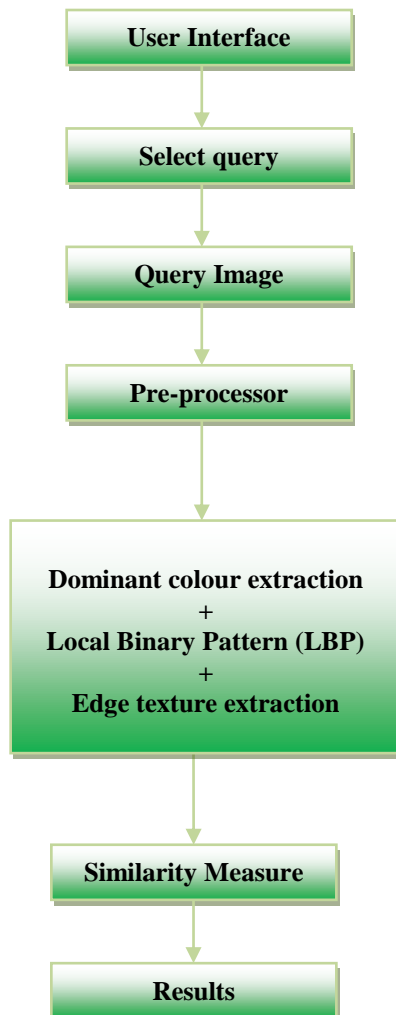 User Interface
Select query
Query Image
Pre-processor
Dominant colour extraction
+
Local Binary Pattern (LBP)
+
Edge texture extraction
Similarity Measure
Results